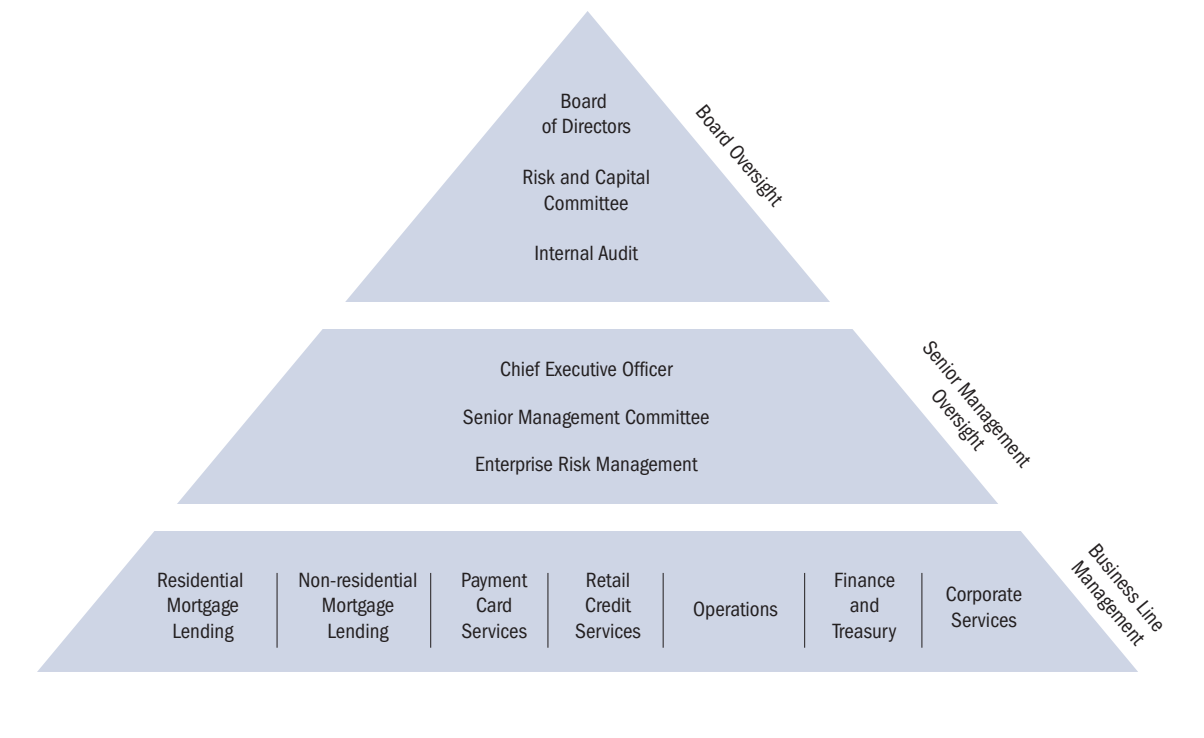 Board
of Directors
Board Oversight
Risk and Capital
Committee
Internal Audit
Chief Executive Officer
Senior Management Committee
Enterprise Risk Management
Senior Management
Oversight
Residential
Mortgage
Lending
Non-residential
Mortgage
Lending
Payment
Card
Services
Retail
Credit
Services
Operations
Finance
and
Treasury
Corporate
Services
Business Line
Management